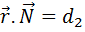 r⃗.N⃗ = d₂